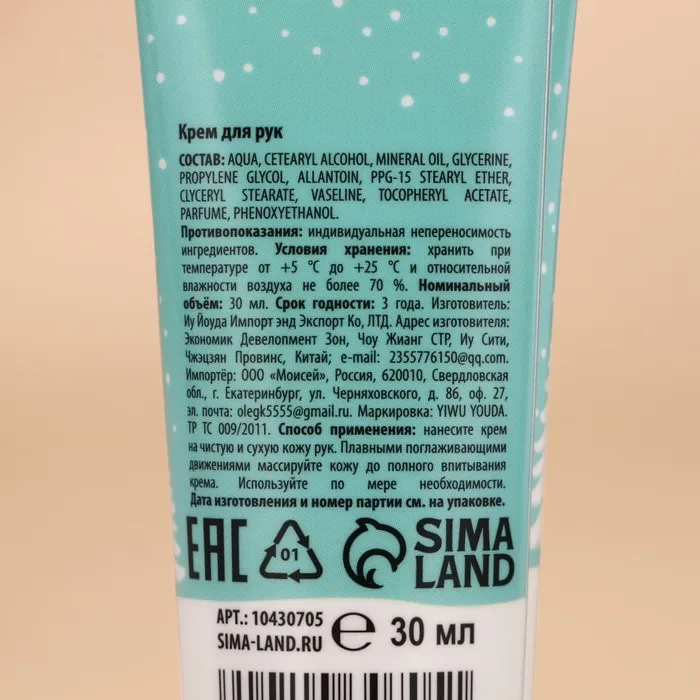 Крем для рук
СОСТАВ: AQUA, CETEARYL ALCOHOL, MINERAL OIL, GLYCERINE,
PROPYLENE GLYCOL, ALLANTOIN, PPG-15 STEARYL ETHER,
GLYCERYL STEARATE, VASELINE, TOCOPHERYL ACETATE,
PARFUME, PHENOXYETHANOL.
Противопоказания: индивидуальная непереносимость
ингредиентов. Условия хранения: хранить при
температуре от +5 °C до +25 °C и относительной
влажности воздуха не более 70 %. Номинальный
объём: 30 мл. Срок годности: 3 года. Изготовитель:
Иу Йоуда Импорт энд Экспорт Ко, ЛТД. Адрес изготовителя:
Экономик Девелопмент Зон, Чоу Жианг СТР, Иу Сити,
Чжэцзян Провинс, Китай; e-mail: 2355776150@qq.com.
Импортёр: ООО «Моисей», Россия, 620010, Свердловская
обл., г. Екатеринбург, ул. Черняховского, д. 86, оф. 27,
эл. почта: olegk5555@gmail.ru. Маркировка: YIWU YOUDA.
ТР ТС 009/2011. Способ применения: нанесите крем
на чистую и сухую кожу рук. Плавными поглаживающими
движениями массируйте кожу до полного впитывания
крема. Используйте по мере необходимости.
Дата изготовления и номер партии см. на упаковке.
EAC 01 SIMA LAND
АРТ.: 10430705
SIMA-LAND.RU
℮ 30 мл